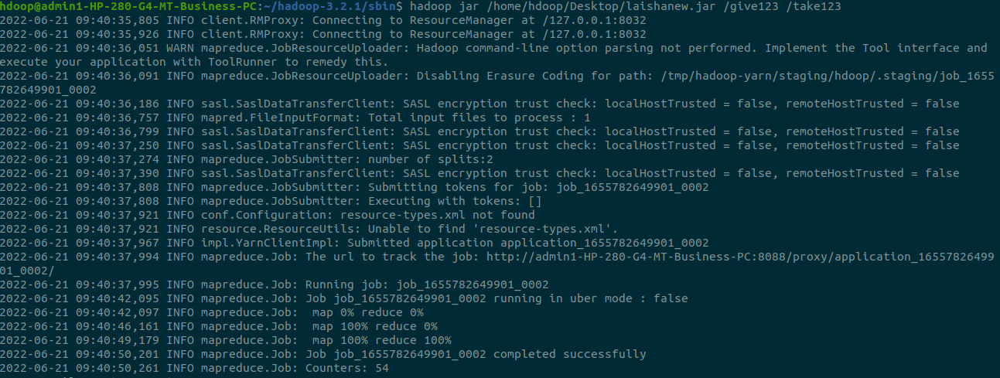 hdoop@admin1-HP-280-G4-MT-Business-PC:~/hadoop-3.2.1/sbin$ hadoop jar /home/hdoop/Desktop/laishanew.jar /give123 /take123
2022-06-21 09:40:35,805 INFO client.RMProxy: Connecting to ResourceManager at /127.0.0.1:8032
2022-06-21 09:40:35,926 INFO client.RMProxy: Connecting to ResourceManager at /127.0.0.1:8032
2022-06-21 09:40:36,051 WARN mapreduce.JobResourceUploader: Hadoop command-line option parsing not performed. Implement the Tool interface and
execute your application with ToolRunner to remedy this.
2022-06-21 09:40:36,091 INFO mapreduce.JobResourceUploader: Disabling Erasure Coding for path: /tmp/hadoop-yarn/staging/hdoop/.staging/job_1655
782649901_0002
2022-06-21 09:40:36,186 INFO sasl.SaslDataTransferClient: SASL encryption trust check: localHostTrusted = false, remoteHostTrusted = false
2022-06-21 09:40:36,757 INFO mapred.FileInputFormat: Total input files to process : 1
2022-06-21 09:40:36,799 INFO sasl.SaslDataTransferClient: SASL encryption trust check: localHostTrusted = false, remoteHostTrusted = false
2022-06-21 09:40:37,250 INFO sasl.SaslDataTransferClient: SASL encryption trust check: localHostTrusted = false, remoteHostTrusted = false
2022-06-21 09:40:37,274 INFO mapreduce.JobSubmitter: number of splits:2
2022-06-21 09:40:37,390 INFO sasl.SaslDataTransferClient: SASL encryption trust check: localHostTrusted = false, remoteHostTrusted = false
2022-06-21 09:40:37,808 INFO mapreduce.JobSubmitter: Submitting tokens for job: job_1655782649901_0002
2022-06-21 09:40:37,808 INFO mapreduce.JobSubmitter: Executing with tokens: []
2022-06-21 09:40:37,921 INFO conf.Configuration: resource-types.xml not found
2022-06-21 09:40:37,921 INFO resource.ResourceUtils: Unable to find 'resource-types.xml'.
2022-06-21 09:40:37,967 INFO impl.YarnClientImpl: Submitted application application_1655782649901_0002
2022-06-21 09:40:37,994 INFO mapreduce.Job: The url to track the job: http://admin1-HP-280-G4-MT-Business-PC:8088/proxy/application_16557826499
01_0002/
2022-06-21 09:40:37,995 INFO mapreduce.Job: Running job: job_1655782649901_0002
2022-06-21 09:40:42,095 INFO mapreduce.Job: Job job_1655782649901_0002 running in uber mode : false
2022-06-21 09:40:42,097 INFO mapreduce.Job:  map 0% reduce 0%
2022-06-21 09:40:46,161 INFO mapreduce.Job:  map 100% reduce 0%
2022-06-21 09:40:49,179 INFO mapreduce.Job:  map 100% reduce 100%
2022-06-21 09:40:50,201 INFO mapreduce.Job: Job job_1655782649901_0002 completed successfully
2022-06-21 09:40:50,261 INFO mapreduce.Job: Counters: 54